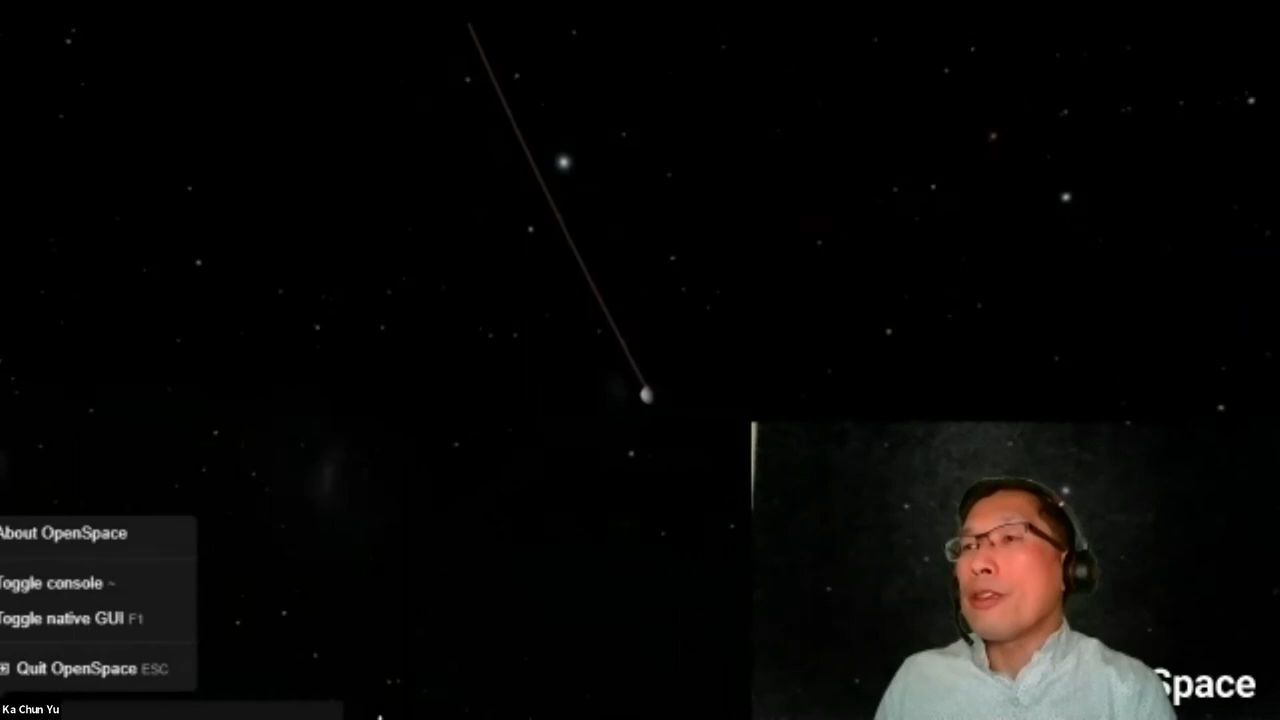 About OpenSpace
Toggle console ~
Toggle native GUI F1
Quit OpenSpace ESC
Space
Ka Chun Yu